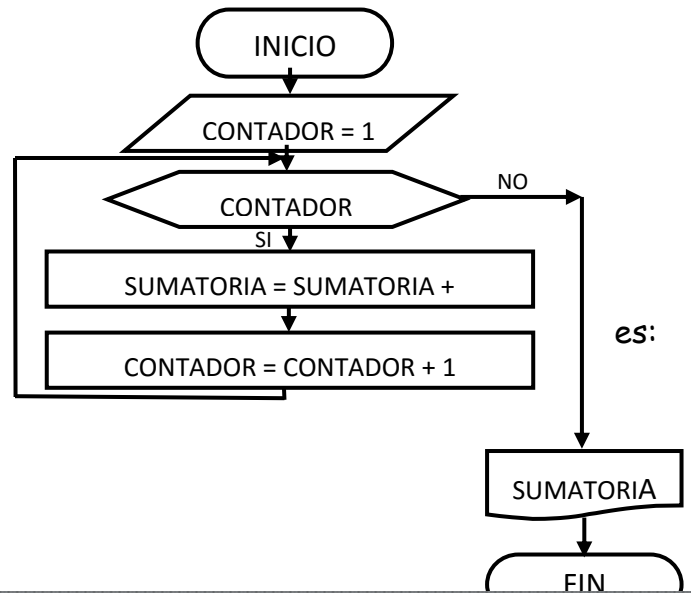 INICIO
CONTADOR = 1
CONTADOR
NO
SI
SUMATORIA = SUMATORIA +
CONTADOR = CONTADOR + 1
es:
SUMATORIA
FIN